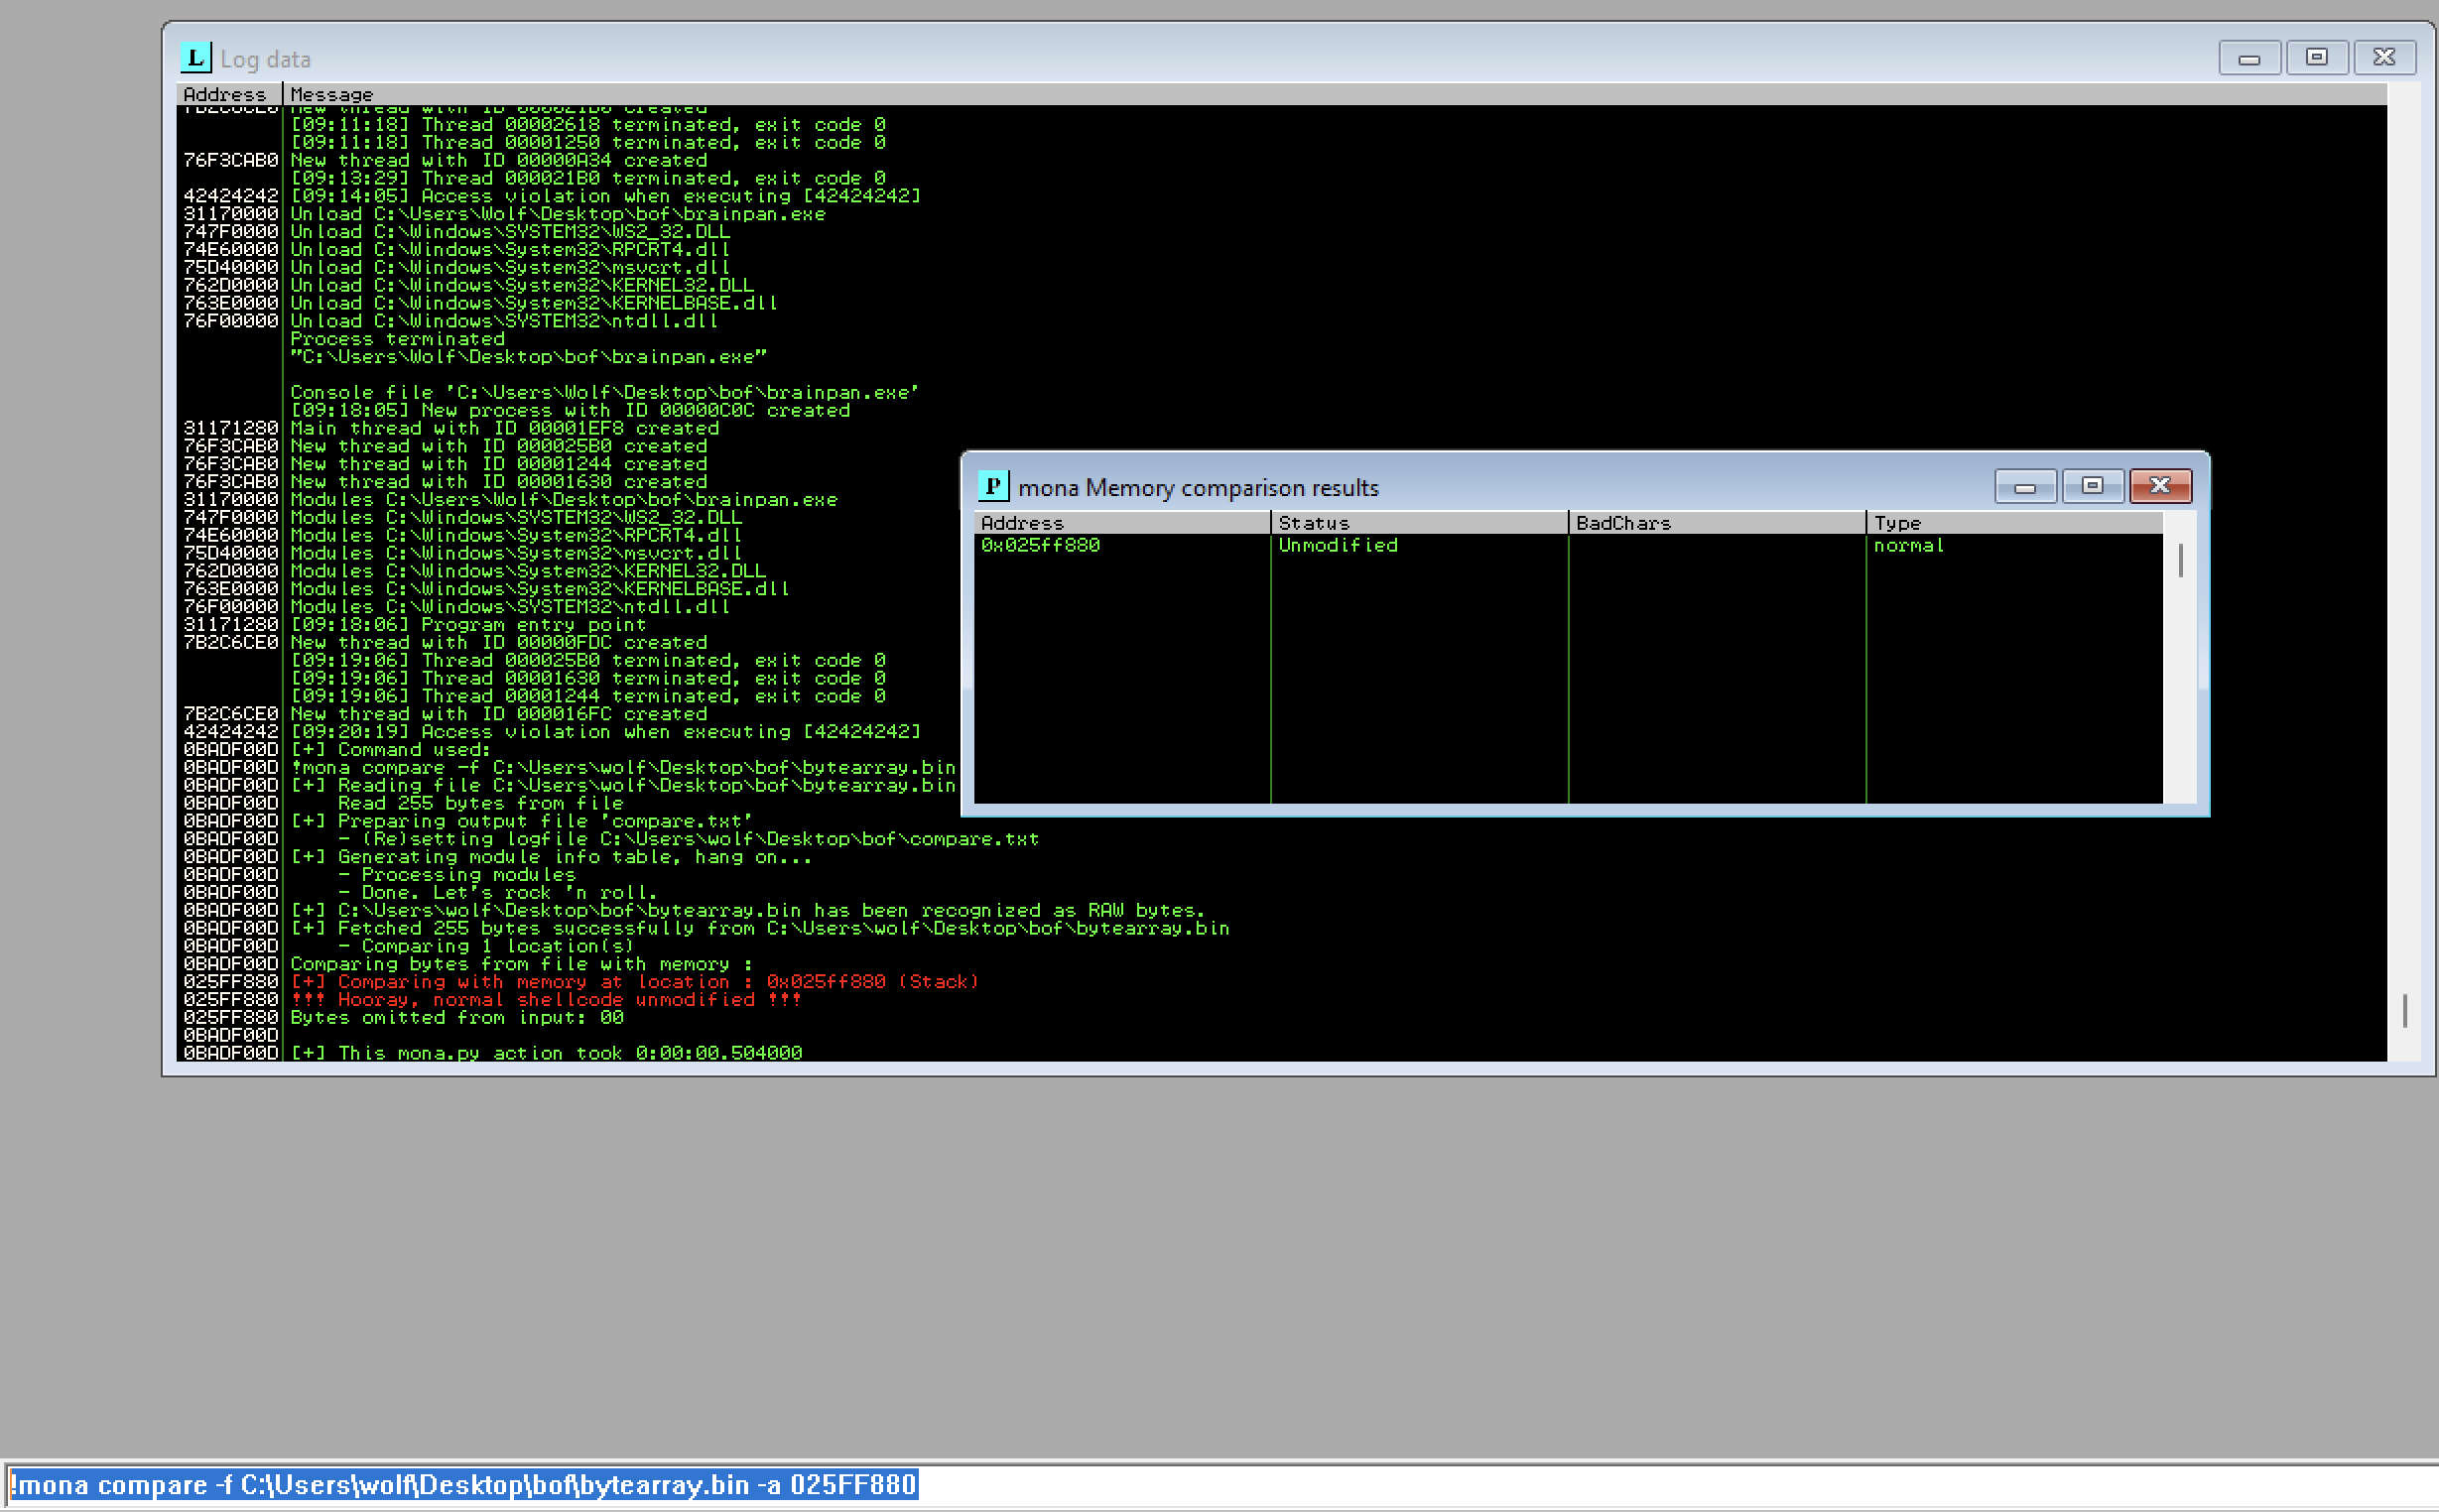 L Log data
Address Message
7B2C6CE0 New thread with ID 000021B0 created
[09:11:18] Thread 00002618 terminated, exit code 0
[09:11:18] Thread 00001250 terminated, exit code 0
76F3CAB0 New thread with ID 00000A34 created
[09:13:29] Thread 000021B0 terminated, exit code 0
42424242 [09:14:05] Access violation when executing [42424242]
31170000 Unload C:\Users\Wolf\Desktop\bof\brainpan.exe
747F0000 Unload C:\Windows\SYSTEM32\WS2_32.DLL
74E60000 Unload C:\Windows\System32\RPCRT4.dll
75D40000 Unload C:\Windows\System32\msvcrt.dll
762D0000 Unload C:\Windows\System32\KERNEL32.DLL
763E0000 Unload C:\Windows\System32\KERNELBASE.dll
76F00000 Unload C:\Windows\SYSTEM32\ntdll.dll
Process terminated
"C:\Users\Wolf\Desktop\bof\brainpan.exe"
Console file 'C:\Users\Wolf\Desktop\bof\brainpan.exe'
[09:18:05] New process with ID 00000C0C created
31171280 Main thread with ID 00001EF8 created
76F3CAB0 New thread with ID 000025B0 created
76F3CAB0 New thread with ID 00001244 created
76F3CAB0 New thread with ID 00001630 created
31170000 Modules C:\Users\Wolf\Desktop\bof\brainpan.exe
747F0000 Modules C:\Windows\SYSTEM32\WS2_32.DLL
74E60000 Modules C:\Windows\System32\RPCRT4.dll
75D40000 Modules C:\Windows\System32\msvcrt.dll
762D0000 Modules C:\Windows\System32\KERNEL32.DLL
763E0000 Modules C:\Windows\System32\KERNELBASE.dll
76F00000 Modules C:\Windows\SYSTEM32\ntdll.dll
31171280 [09:18:06] Program entry point
7B2C6CE0 New thread with ID 00000FDC created
[09:19:06] Thread 000025B0 terminated, exit code 0
[09:19:06] Thread 00001630 terminated, exit code 0
[09:19:06] Thread 00001244 terminated, exit code 0
7B2C6CE0 New thread with ID 000016FC created
42424242 [09:20:19] Access violation when executing [42424242]
0BADF00D [+] Command used:
0BADF00D !mona compare -f C:\Users\wolf\Desktop\bof\bytearray.bin
0BADF00D [+] Reading file C:\Users\wolf\Desktop\bof\bytearray.bin
0BADF00D Read 255 bytes from file
0BADF00D [+] Preparing output file 'compare.txt'
0BADF00D - (Re)setting logfile C:\Users\wolf\Desktop\bof\compare.txt
0BADF00D [+] Generating module info table, hang on...
0BADF00D - Processing modules
0BADF00D - Done. Let's rock 'n roll.
0BADF00D [+] C:\Users\wolf\Desktop\bof\bytearray.bin has been recognized as RAW bytes.
0BADF00D [+] Fetched 255 bytes successfully from C:\Users\wolf\Desktop\bof\bytearray.bin
0BADF00D - Comparing 1 location(s)
0BADF00D Comparing bytes from file with memory :
025FF880 [+] Comparing with memory at location : 0x025ff880 (Stack)
025FF880 !!! Hooray, normal shellcode unmodified !!!
025FF880 Bytes omitted from input: 00
0BADF00D
0BADF00D [+] This mona.py action took 0:00:00.504000
P mona Memory comparison results
Address Status BadChars Type
0x025ff880 Unmodified normal
!mona compare -f C:\Users\wolf\Desktop\bof\bytearray.bin -a 025FF880